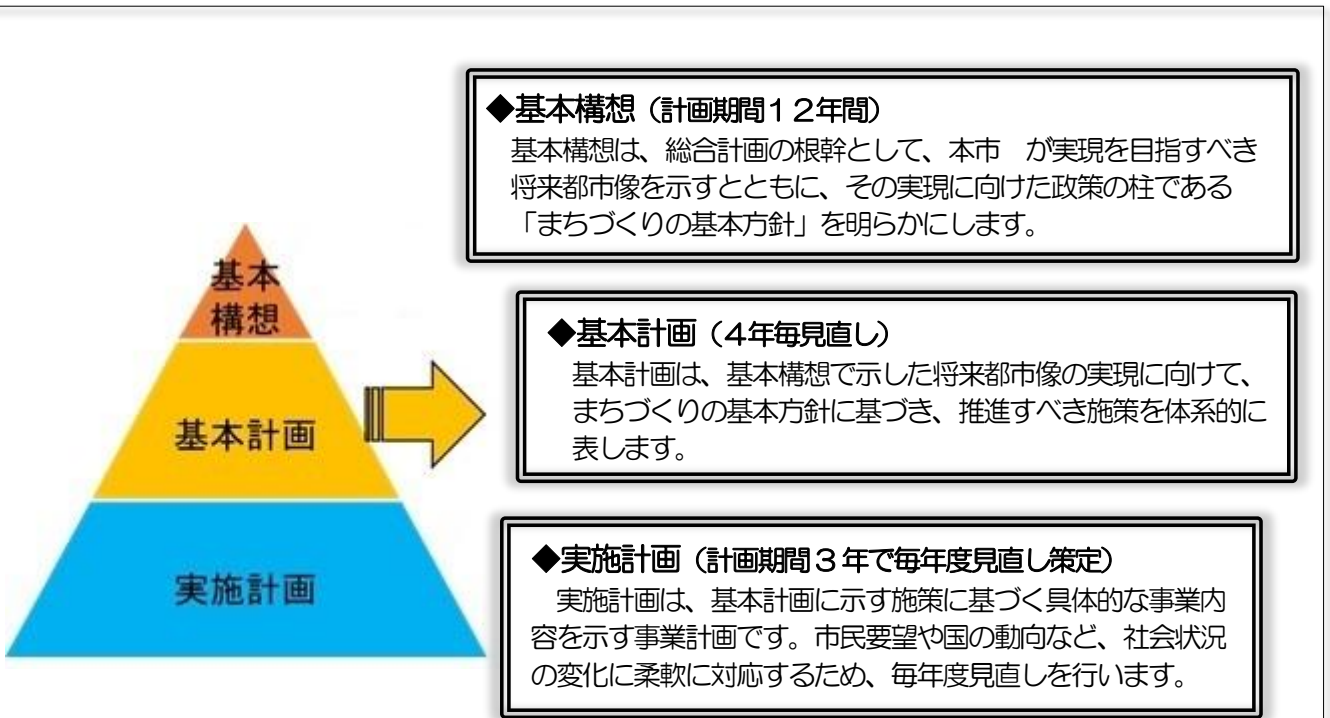 ◆基本構想（計画期間１２年間）
基本構想は、総合計画の根幹として、本市　が実現を目指すべき
将来都市像を示すとともに、その実現に向けた政策の柱である
「まちづくりの基本方針」を明らかにします。
基本
構想
◆基本計画（４年毎見直し）
基本計画は、基本構想で示した将来都市像の実現に向けて、
まちづくりの基本方針に基づき、推進すべき施策を体系的に
表します。
基本計画
◆実施計画（計画期間３年で毎年度見直し策定）
実施計画は、基本計画に示す施策に基づく具体的な事業内
容を示す事業計画です。市民要望や国の動向など、社会状況
の変化に柔軟に対応するため、毎年度見直しを行います。
実施計画